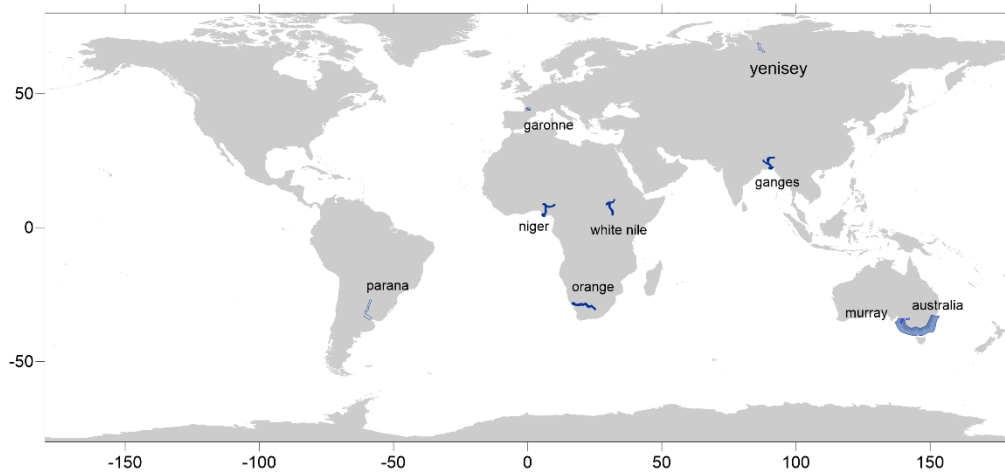 yenisey
50
garonne
ganges
niger
white nile
0
parana
orange
murray
australia
-50
-150
-100
-50
0
50
100
150